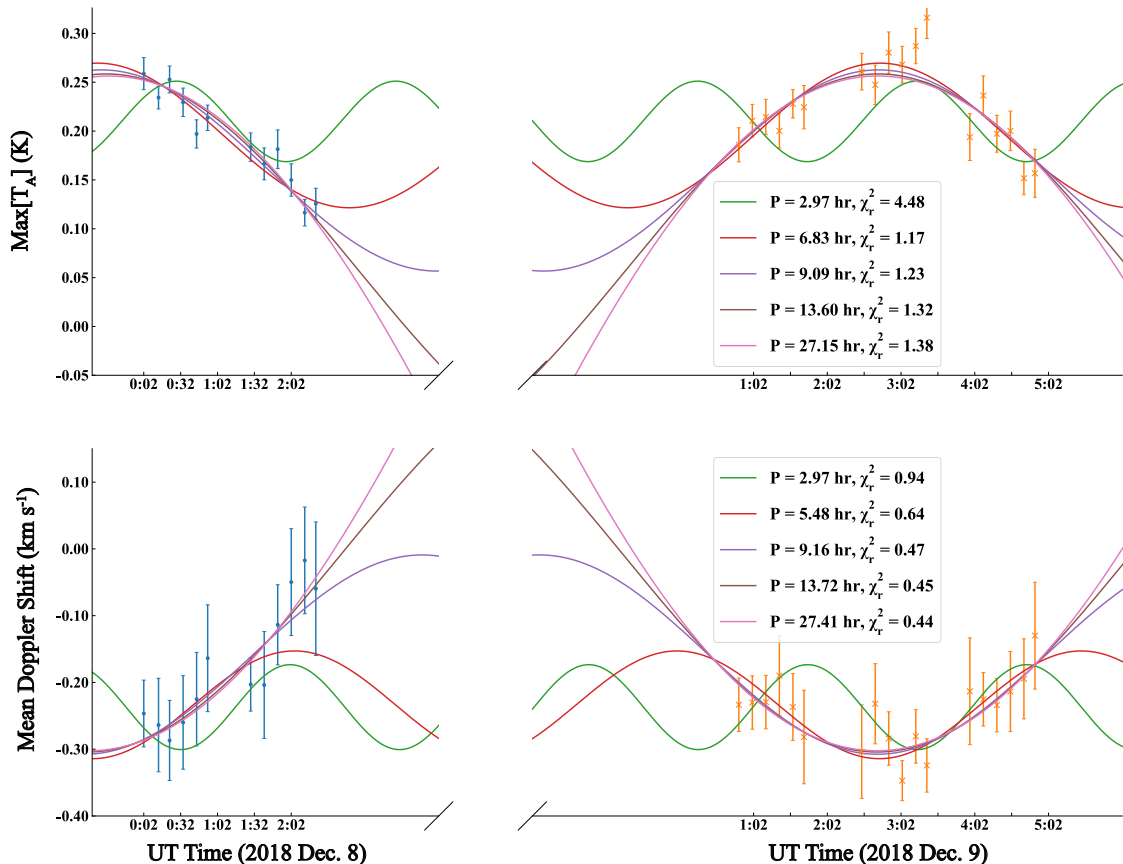 Max[T_A] (K)
0.30
0.25
0.20
0.15
0.10
0.05
0.00
-0.05
0:02 0:32 1:02 1:32 2:02
P = 2.97 hr, χ_r^2 = 4.48
P = 6.83 hr, χ_r^2 = 1.17
P = 9.09 hr, χ_r^2 = 1.23
P = 13.60 hr, χ_r^2 = 1.32
P = 27.15 hr, χ_r^2 = 1.38
1:02 2:02 3:02 4:02 5:02
Mean Doppler Shift (km s⁻¹)
0.10
0.00
-0.10
-0.20
-0.30
-0.40
0:02 0:32 1:02 1:32 2:02
UT Time (2018 Dec. 8)
P = 2.97 hr, χ_r^2 = 0.94
P = 5.48 hr, χ_r^2 = 0.64
P = 9.16 hr, χ_r^2 = 0.47
P = 13.72 hr, χ_r^2 = 0.45
P = 27.41 hr, χ_r^2 = 0.44
1:02 2:02 3:02 4:02 5:02
UT Time (2018 Dec. 9)